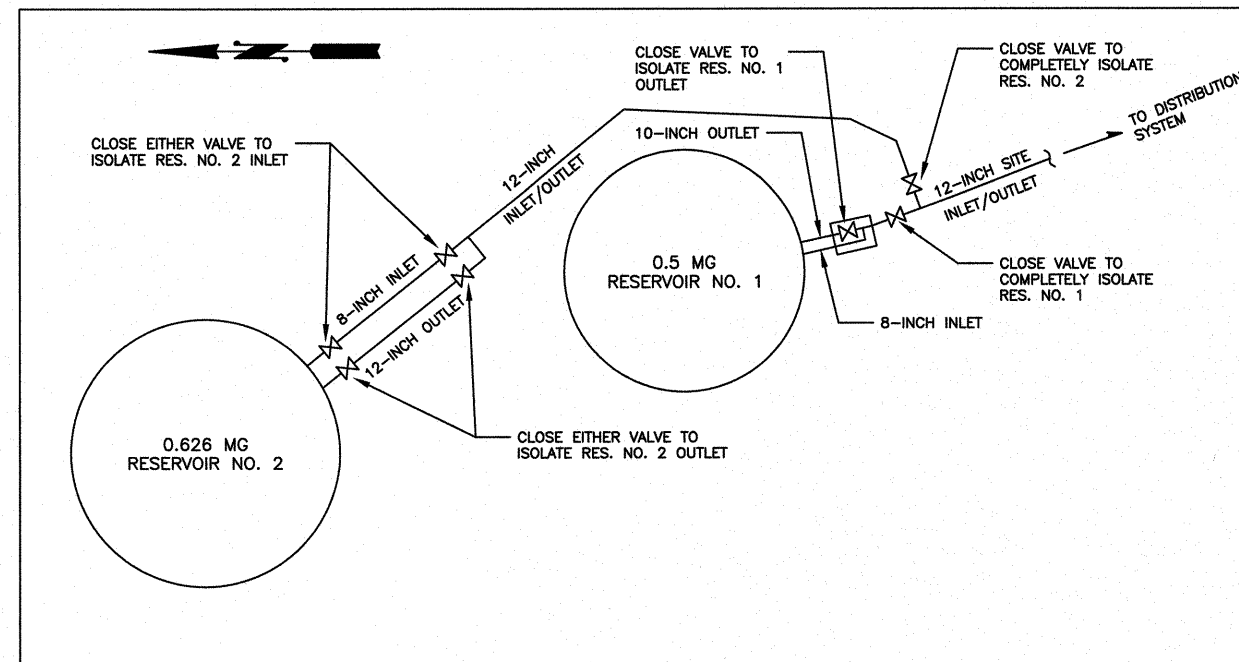 CLOSE VALVE TO
ISOLATE RES. NO. 1
OUTLET
CLOSE VALVE TO
COMPLETELY ISOLATE
RES. NO. 2
TO DISTRIBUTION
SYSTEM
CLOSE EITHER VALVE TO
ISOLATE RES. NO. 2 INLET
10-INCH OUTLET
12-INCH
INLET/OUTLET
12-INCH SITE
INLET/OUTLET
0.5 MG
RESERVOIR NO. 1
CLOSE VALVE TO
COMPLETELY ISOLATE
RES. NO. 1
8-INCH INLET
8-INCH INLET
12-INCH OUTLET
0.626 MG
RESERVOIR NO. 2
CLOSE EITHER VALVE TO
ISOLATE RES. NO. 2 OUTLET